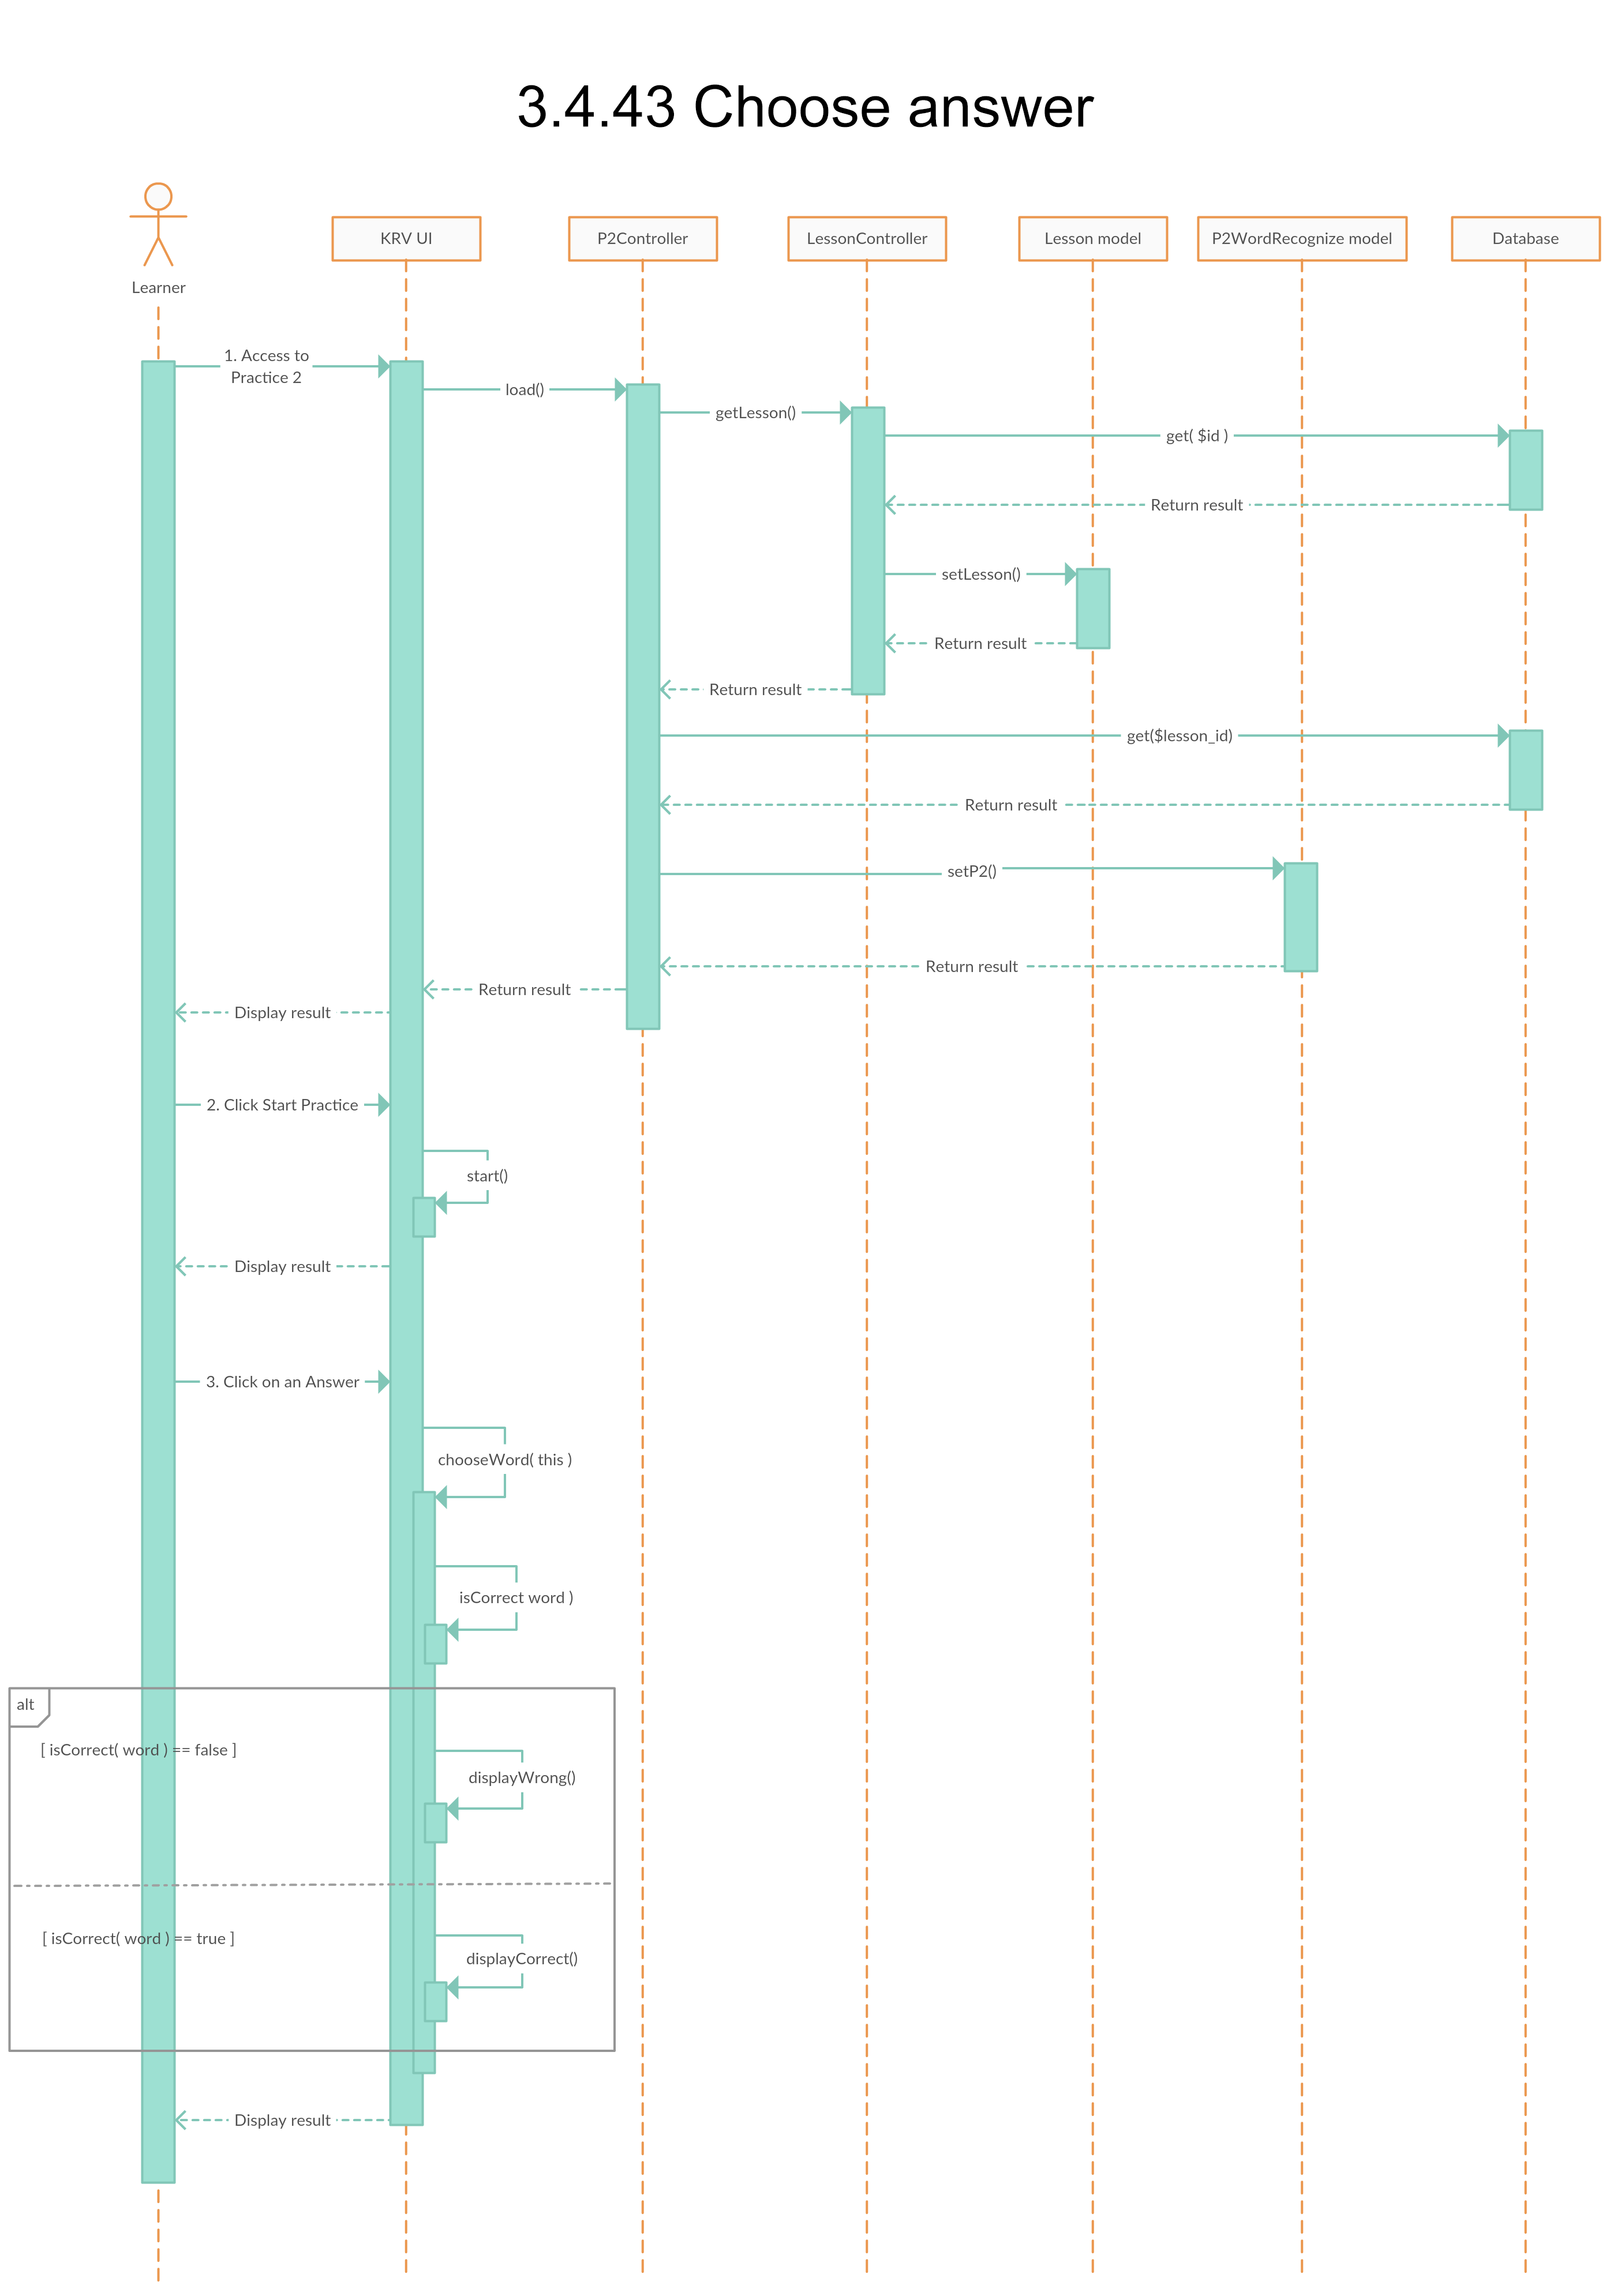 3.4.43 Choose answer
Learner
KRV UI
P2Controller
LessonController
Lesson model
P2WordRecognize model
Database
1. Access to
Practice 2
load()
getLesson()
get( $id )
Return result
setLesson()
Return result
Return result
get($lesson_id)
Return result
setP2()
Return result
Return result
Display result
2. Click Start Practice
start()
Display result
3. Click on an Answer
chooseWord( this )
isCorrect word )
alt
[ isCorrect( word ) == false ]
displayWrong()
[ isCorrect( word ) == true ]
displayCorrect()
Display result